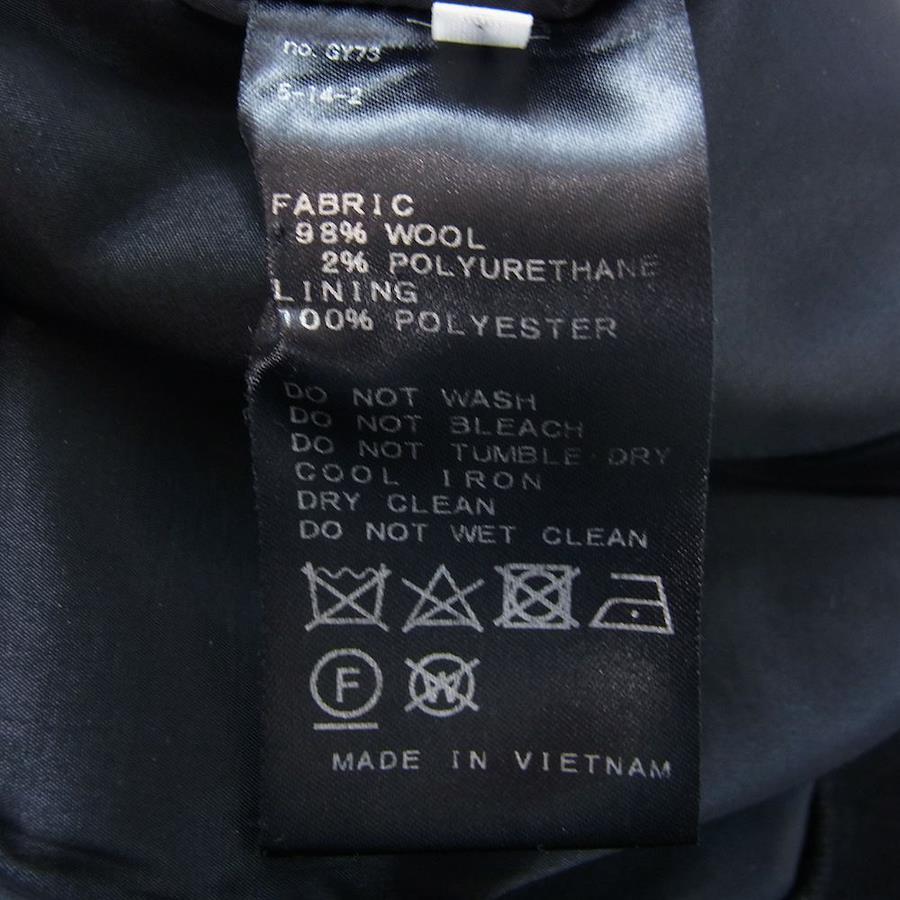 no. GY73
6-14-2
FABRIC
98% WOOL
2% POLYURETHANE
LINING
100% POLYESTER
DO NOT WASH
DO NOT BLEACH
DO NOT TUMBLE DRY
COOL IRON
DRY CLEAN
DO NOT WET CLEAN
F W
MADE IN VIETNAM